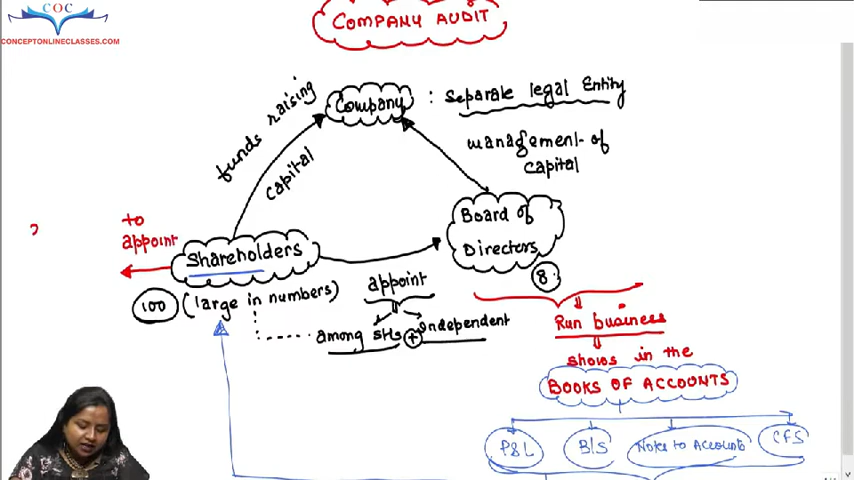 COC
CONCEPTONLINECLASSES.COM
COMPANY AUDIT
Company : Separate legal Entity
funds raising
capital
management of
capital
Board of
Directors
8
to
appoint
Shareholders
100 (large in numbers)
appoint
among SHs + independent
Run business
shows in the
BOOKS OF ACCOUNTS
P&L
B/S
Notes to Accounts
CFS